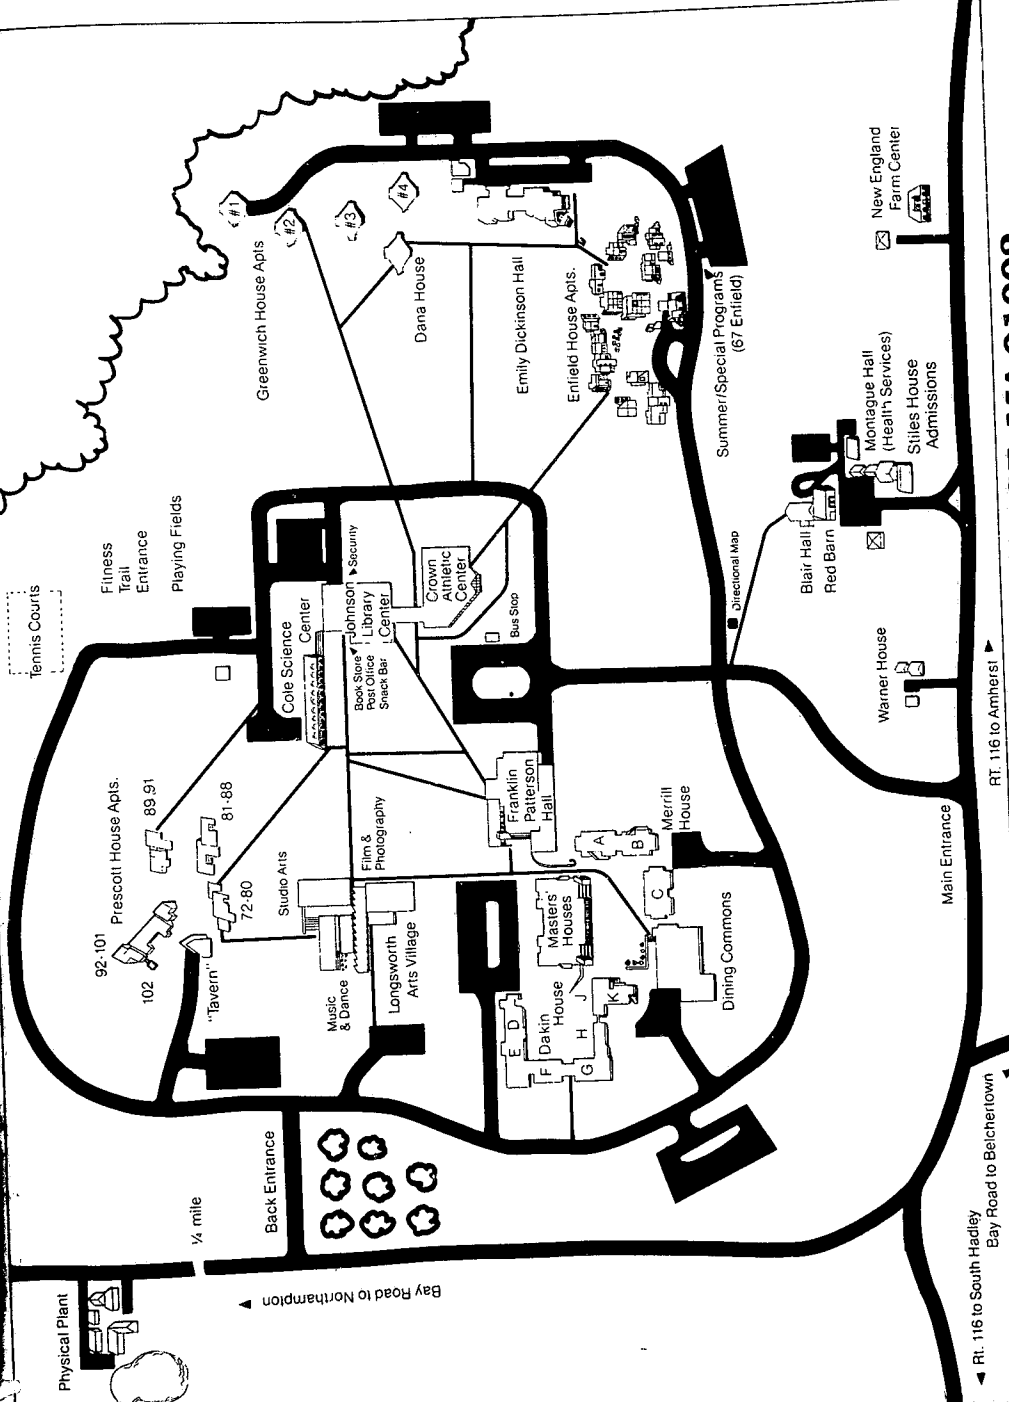 Tennis Courts
Fitness
Trail
Entrance
Playing Fields
Greenwich House Apts
#1
#2
#3
#4
Dana House
Emily Dickinson Hall
Enfield House Apts.
Summer/Special Programs
(67 Enfield)
New England
Farm Center
Montague Hall
(Health Services)
Stiles House
Admissions
Blair Hall
Red Barn
Directional Map
Warner House
RT. 116 to Amherst ►
Main Entrance
Security
Johnson
Library
Center
Crown
Athletic
Center
Bus Stop
Cole Science
Center
Book Store
Post Office
Snack Bar
Franklin
Patterson
Hall
Merrill
House
A
B
C
Prescott House Apts.
89.91
81-88
72-80
92-101
102
"Tavern"
Studio Arts
Film &
Photography
Music
& Dance
Longsworth
Arts Village
Masters'
Houses
Dakin
House
D
E
F
G
H
J
K
Dining Commons
Back Entrance
¼ mile
Bay Road to Northampton ►
Physical Plant
Bay Road to Belchertown
◄ Rt. 116 to South Hadley